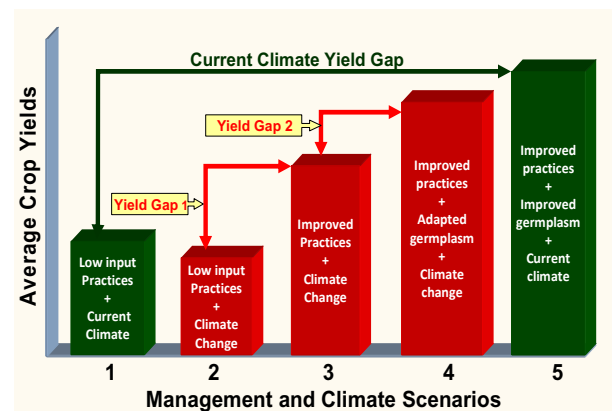 Average Crop Yields
Current Climate Yield Gap
Yield Gap 2
Yield Gap 1
Low input
Practices
+
Current
Climate
Low input
Practices
+
Climate
Change
Improved
Practices
+
Climate
Change
Improved
practices
+
Adapted
germplasm
+
Climate
change
Improved
practices
+
Improved
germplasm
+
Current
climate
1 2 3 4 5
Management and Climate Scenarios